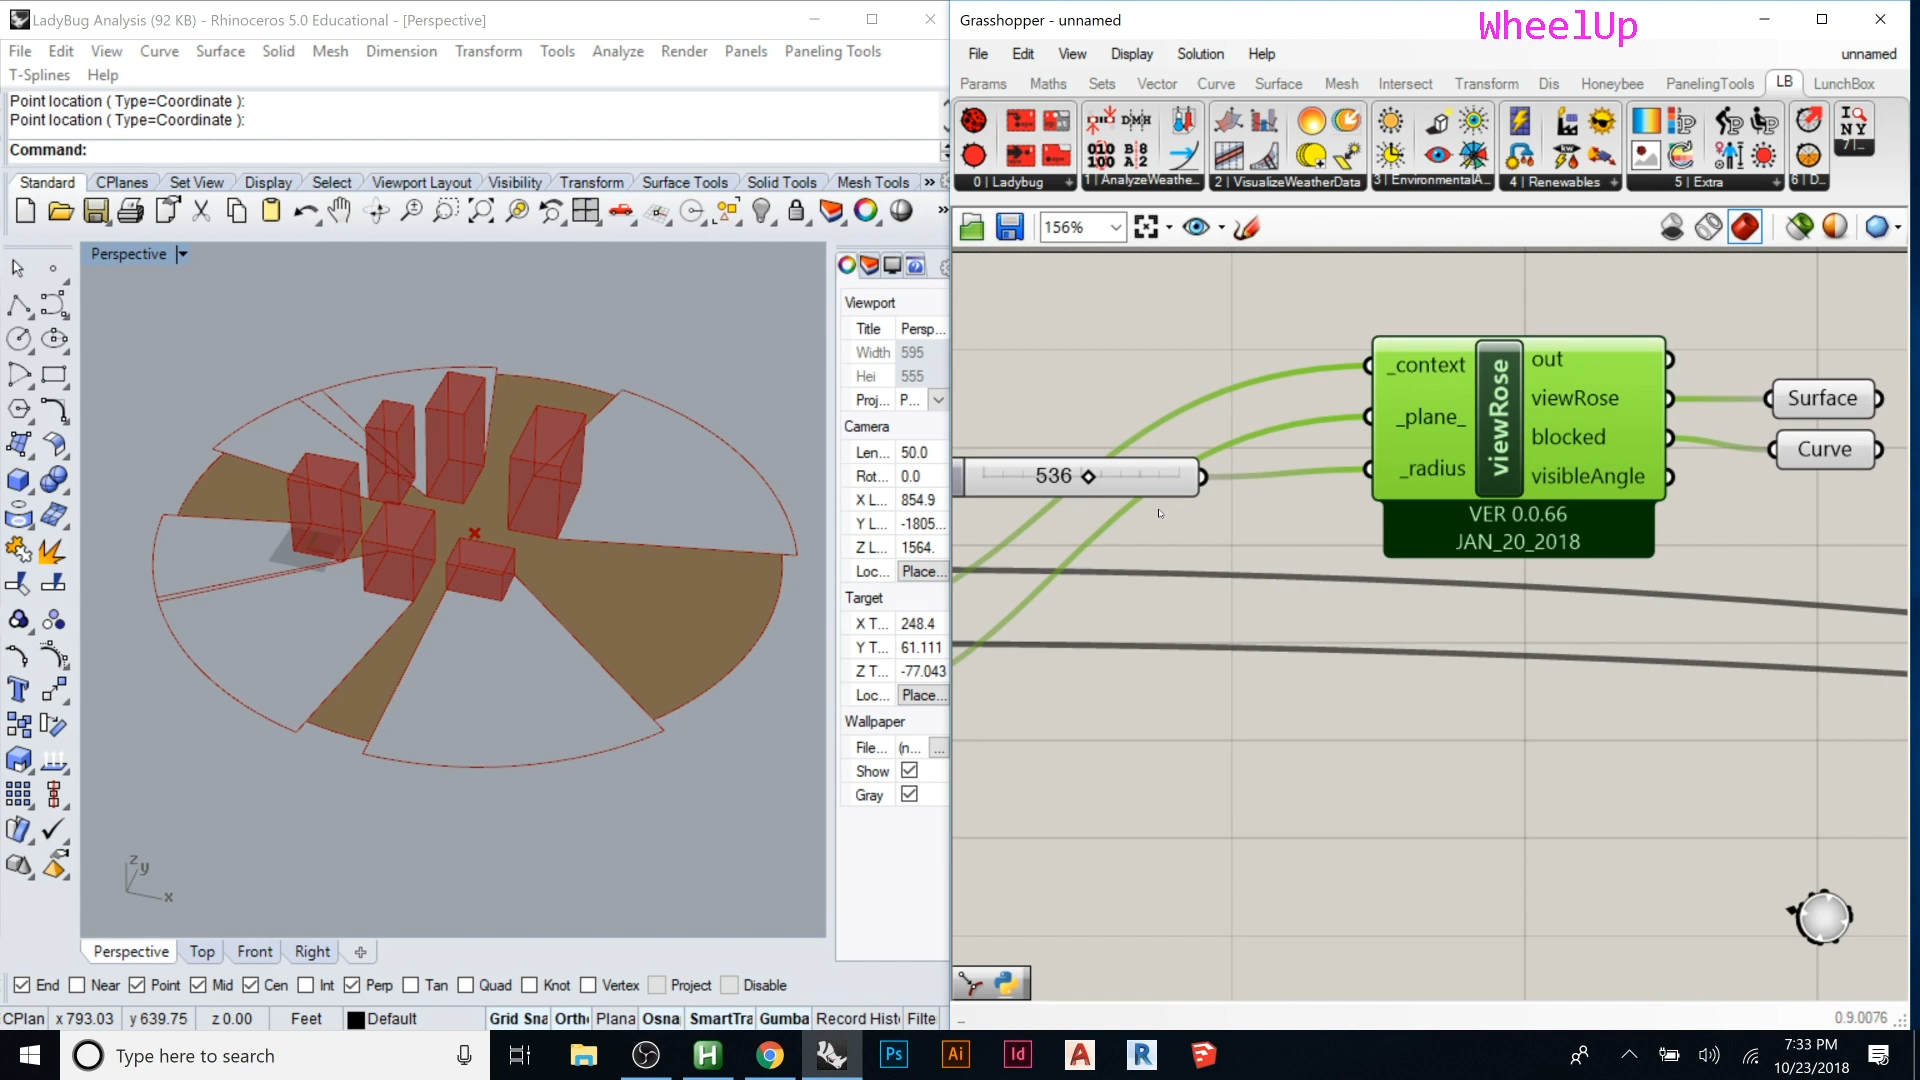 LadyBug Analysis (92 KB) - Rhinoceros 5.0 Educational - [Perspective]
File Edit View Curve Surface Solid Mesh Dimension Transform Tools Analyze Render Panels Paneling Tools
T-Splines Help
Point location ( Type=Coordinate ):
Point location ( Type=Coordinate ):
Command:
Standard CPlanes Set View Display Select Viewport Layout Visibility Transform Surface Tools Solid Tools Mesh Tools »
Perspective
Viewport
Title Persp...
Width 595
Hei 555
Proj... P...
Camera
Len... 50.0
Rot... 0.0
X L... 854.9
Y L... -1805...
Z L... 1564.
Loc... Place...
Target
X T... 248.4
Y T... 61.111
Z T... -77.043
Loc... Place...
Wallpaper
File... (n... ...
Show
Gray
z
y
x
Perspective Top Front Right
End Near Point Mid Cen Int Perp Tan Quad Knot Vertex Project Disable
CPlan x 793.03 y 639.75 z 0.00 Feet Default Grid Sna Orth Plana Osna SmartTra Gumba Record Hist Filte
Grasshopper - unnamed
WheelUp
File Edit View Display Solution Help unnamed
Params Maths Sets Vector Curve Surface Mesh Intersect Transform Dis Honeybee PanelingTools LB LunchBox
0 | Ladybug 1 | AnalyzeWeathe... 2 | VisualizeWeatherData 3 | EnvironmentalA... 4 | Renewables 5 | Extra 6 | D... 7 |...
156%
_context
_plane_
_radius
viewRose
out
viewRose
blocked
visibleAngle
VER 0.0.66
JAN_20_2018
Surface
Curve
536
0.9.0076
Type here to search
Ps Ai Id A R
7:33 PM
10/23/2018